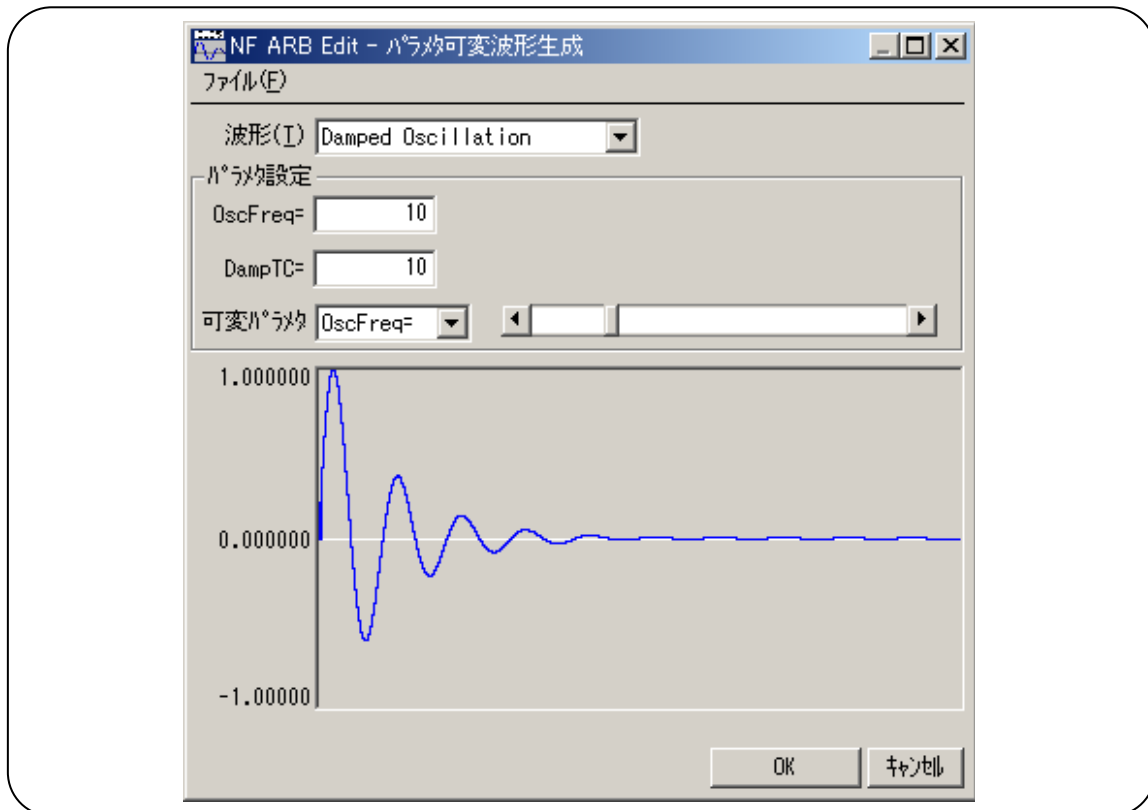 NF ARB Edit - ﾊﾟﾗﾒﾀ可変波形生成
ファイル(F)
波形(T) Damped Oscillation
ﾊﾟﾗﾒﾀ設定
OscFreq= 10
DampTC= 10
可変ﾊﾟﾗﾒﾀ OscFreq=
1.000000
0.000000
-1.00000
OK ｷｬﾝｾﾙ